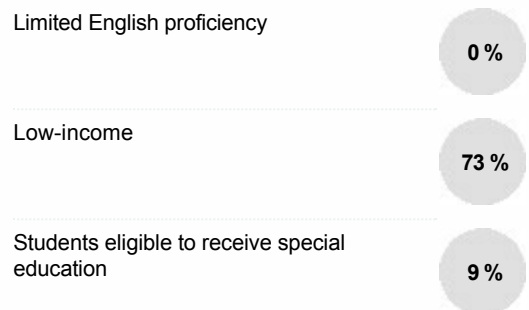 Limited English proficiency
0 %
Low-income
73 %
Students eligible to receive special
education
9 %